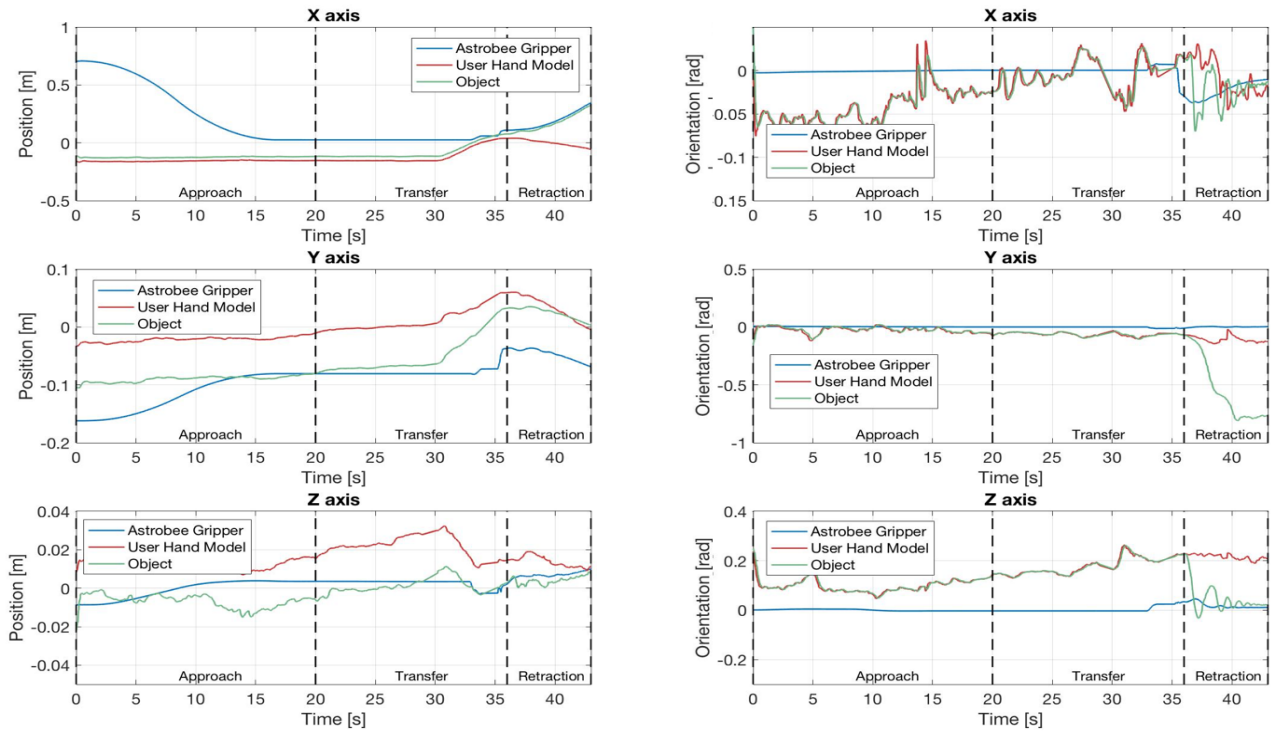 X axis
1
0.5
0
-0.5
Position [m]
Astrobee Gripper
User Hand Model
Object
Approach
Transfer
Retraction
0 5 10 15 20 25 30 35 40
Time [s]
X axis
0
-
0.05
-0.1
-
0.15
Orientation [rad]
Astrobee Gripper
User Hand Model
Object
Approach
Transfer
Retraction
0 5 10 15 20 25 30 35 40
Time [s]
Y axis
0.1
0
-0.1
-0.2
Position [m]
Astrobee Gripper
User Hand Model
Object
Approach
Transfer
Retraction
0 5 10 15 20 25 30 35 40
Time [s]
Y axis
0.5
0
-0.5
-1
Orientation [rad]
Astrobee Gripper
User Hand Model
Object
Approach
Transfer
Retraction
0 5 10 15 20 25 30 35 40
Time [s]
Z axis
0.04
0.02
0
-0.02
-0.04
Position [m]
Astrobee Gripper
User Hand Model
Object
Approach
Transfer
Retraction
0 5 10 15 20 25 30 35 40
Time [s]
Z axis
0.4
0.2
0
-0.2
Orientation [rad]
Astrobee Gripper
User Hand Model
Object
Approach
Transfer
Retraction
0 5 10 15 20 25 30 35 40
Time [s]